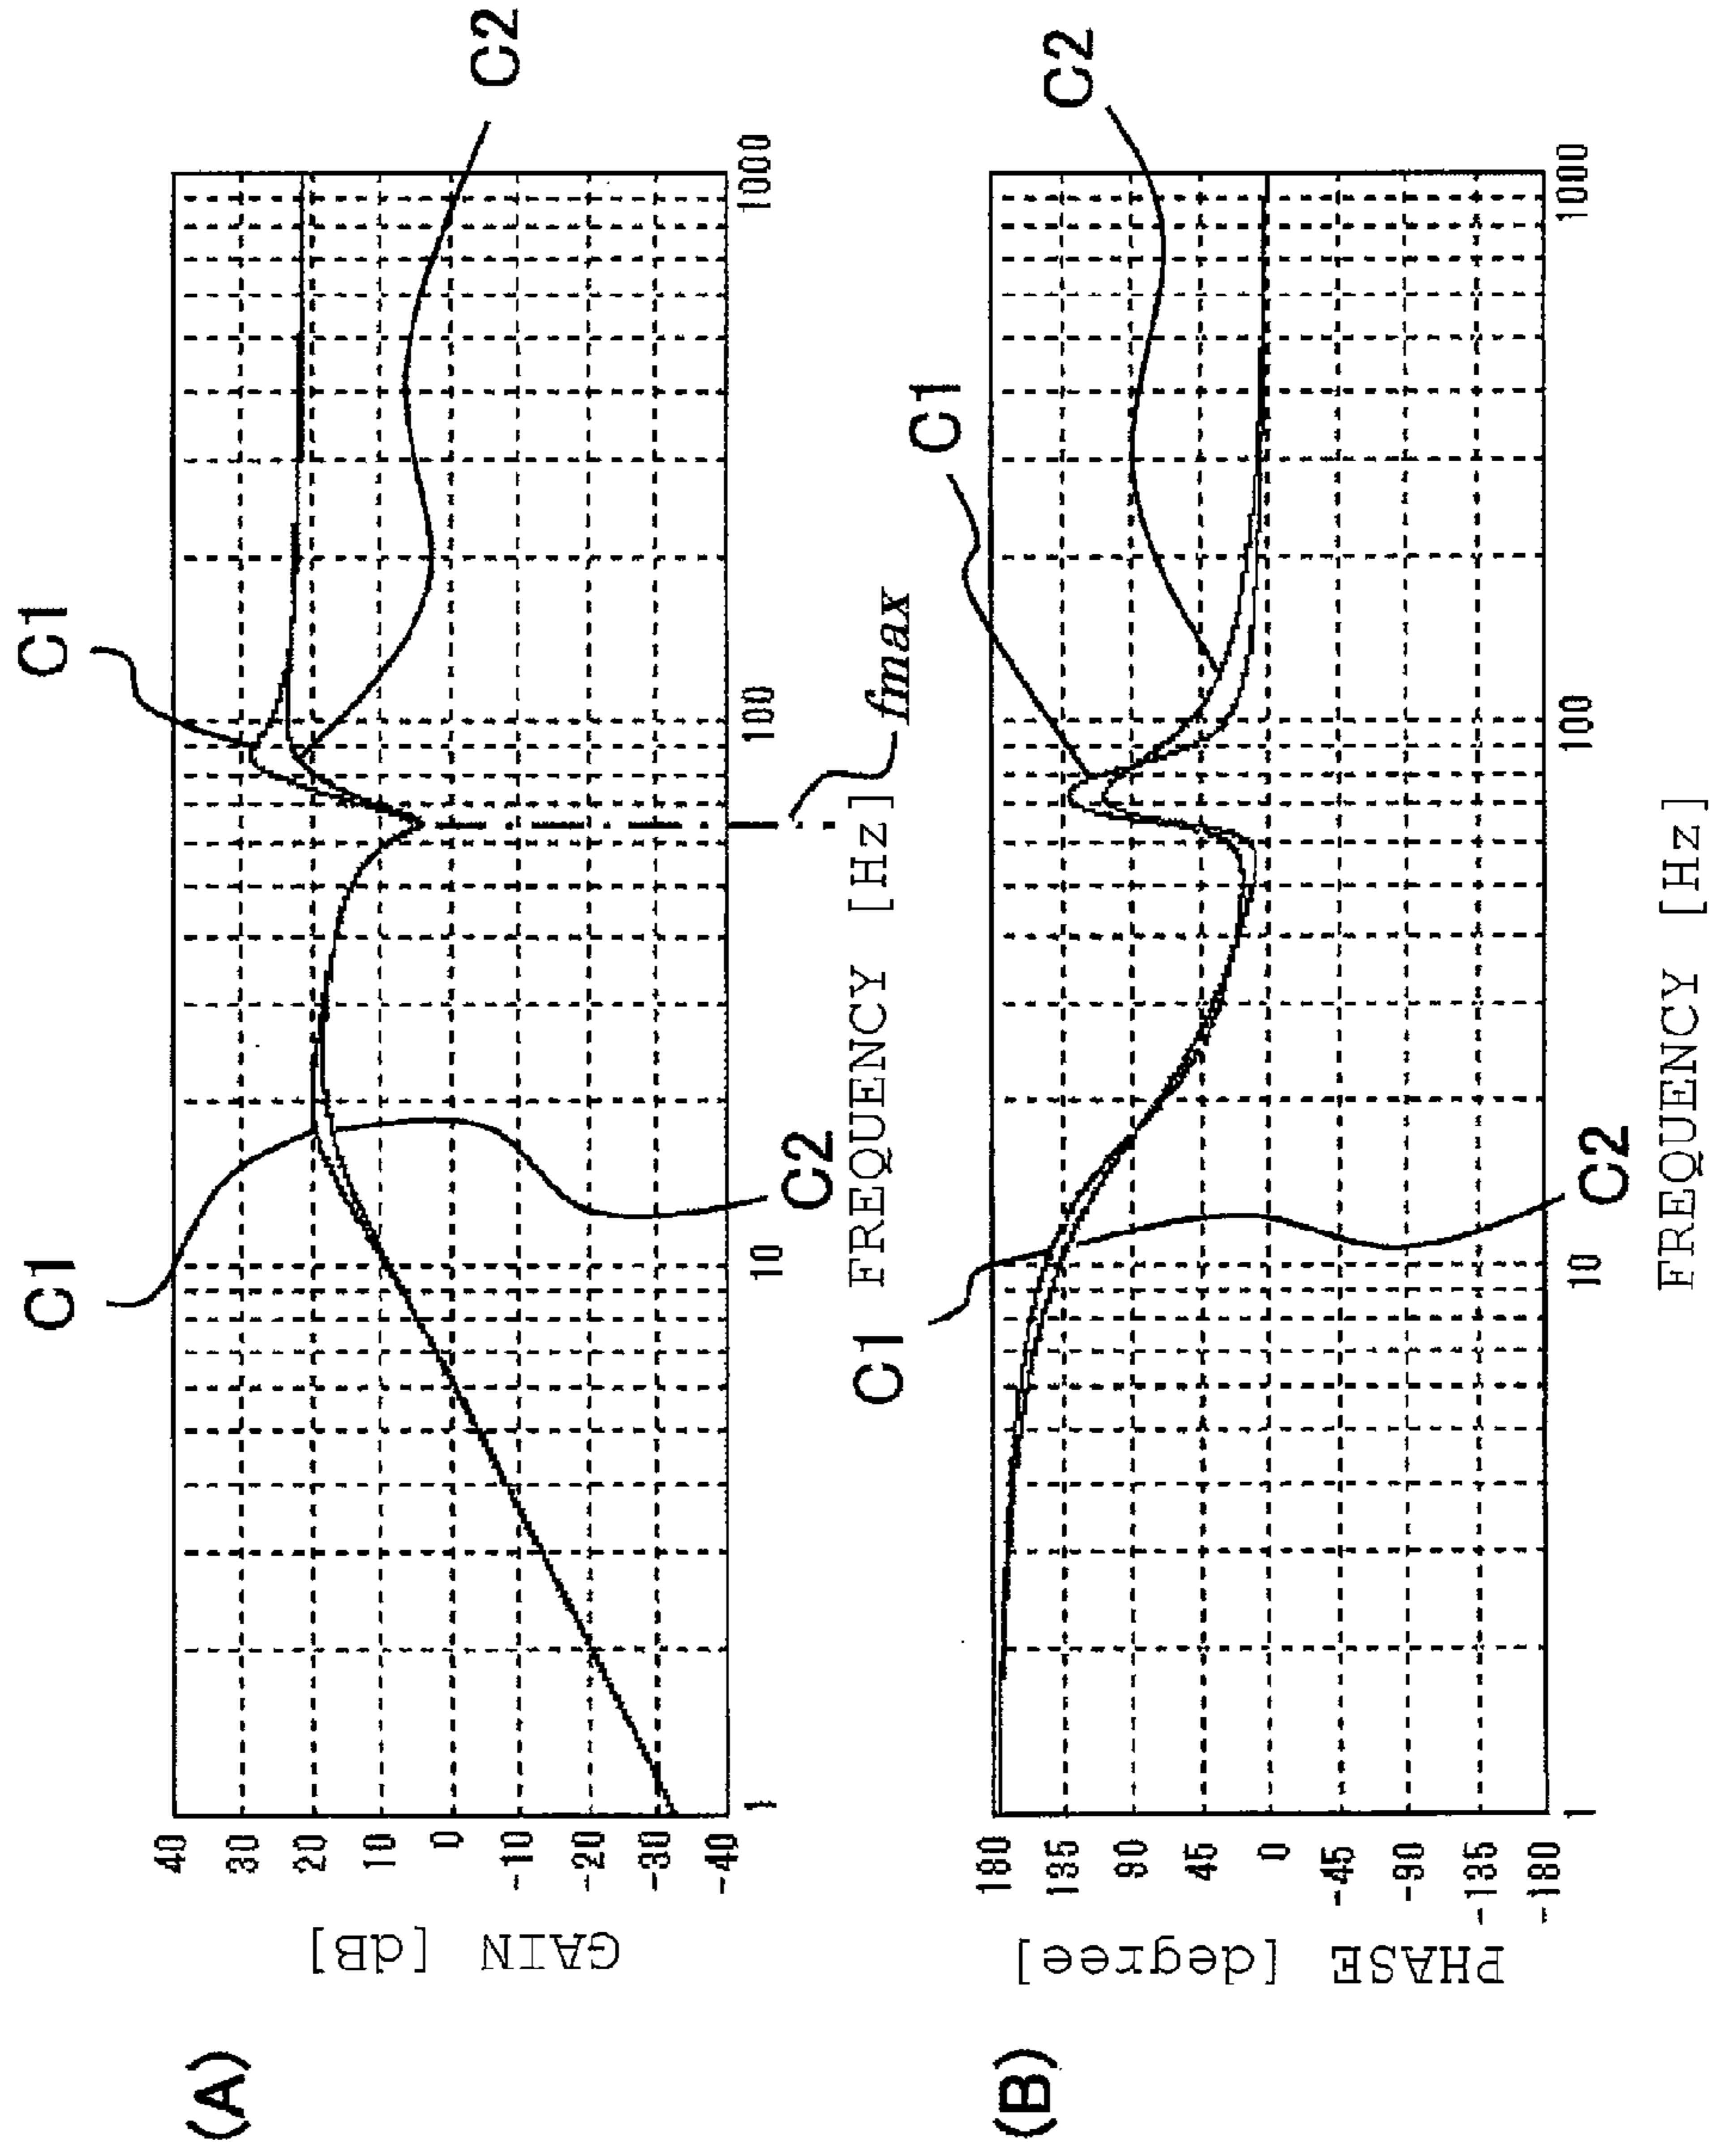 (A)
GAIN [dB]
40
30
20
10
0
-10
-20
-30
-40
1
10
100
1000
FREQUENCY [Hz]
C1
C2
C1
C2
fmax
(B)
PHASE [degree]
180
135
90
45
0
-45
-90
-135
-180
1
10
100
1000
FREQUENCY [Hz]
C1
C2
C1
C2